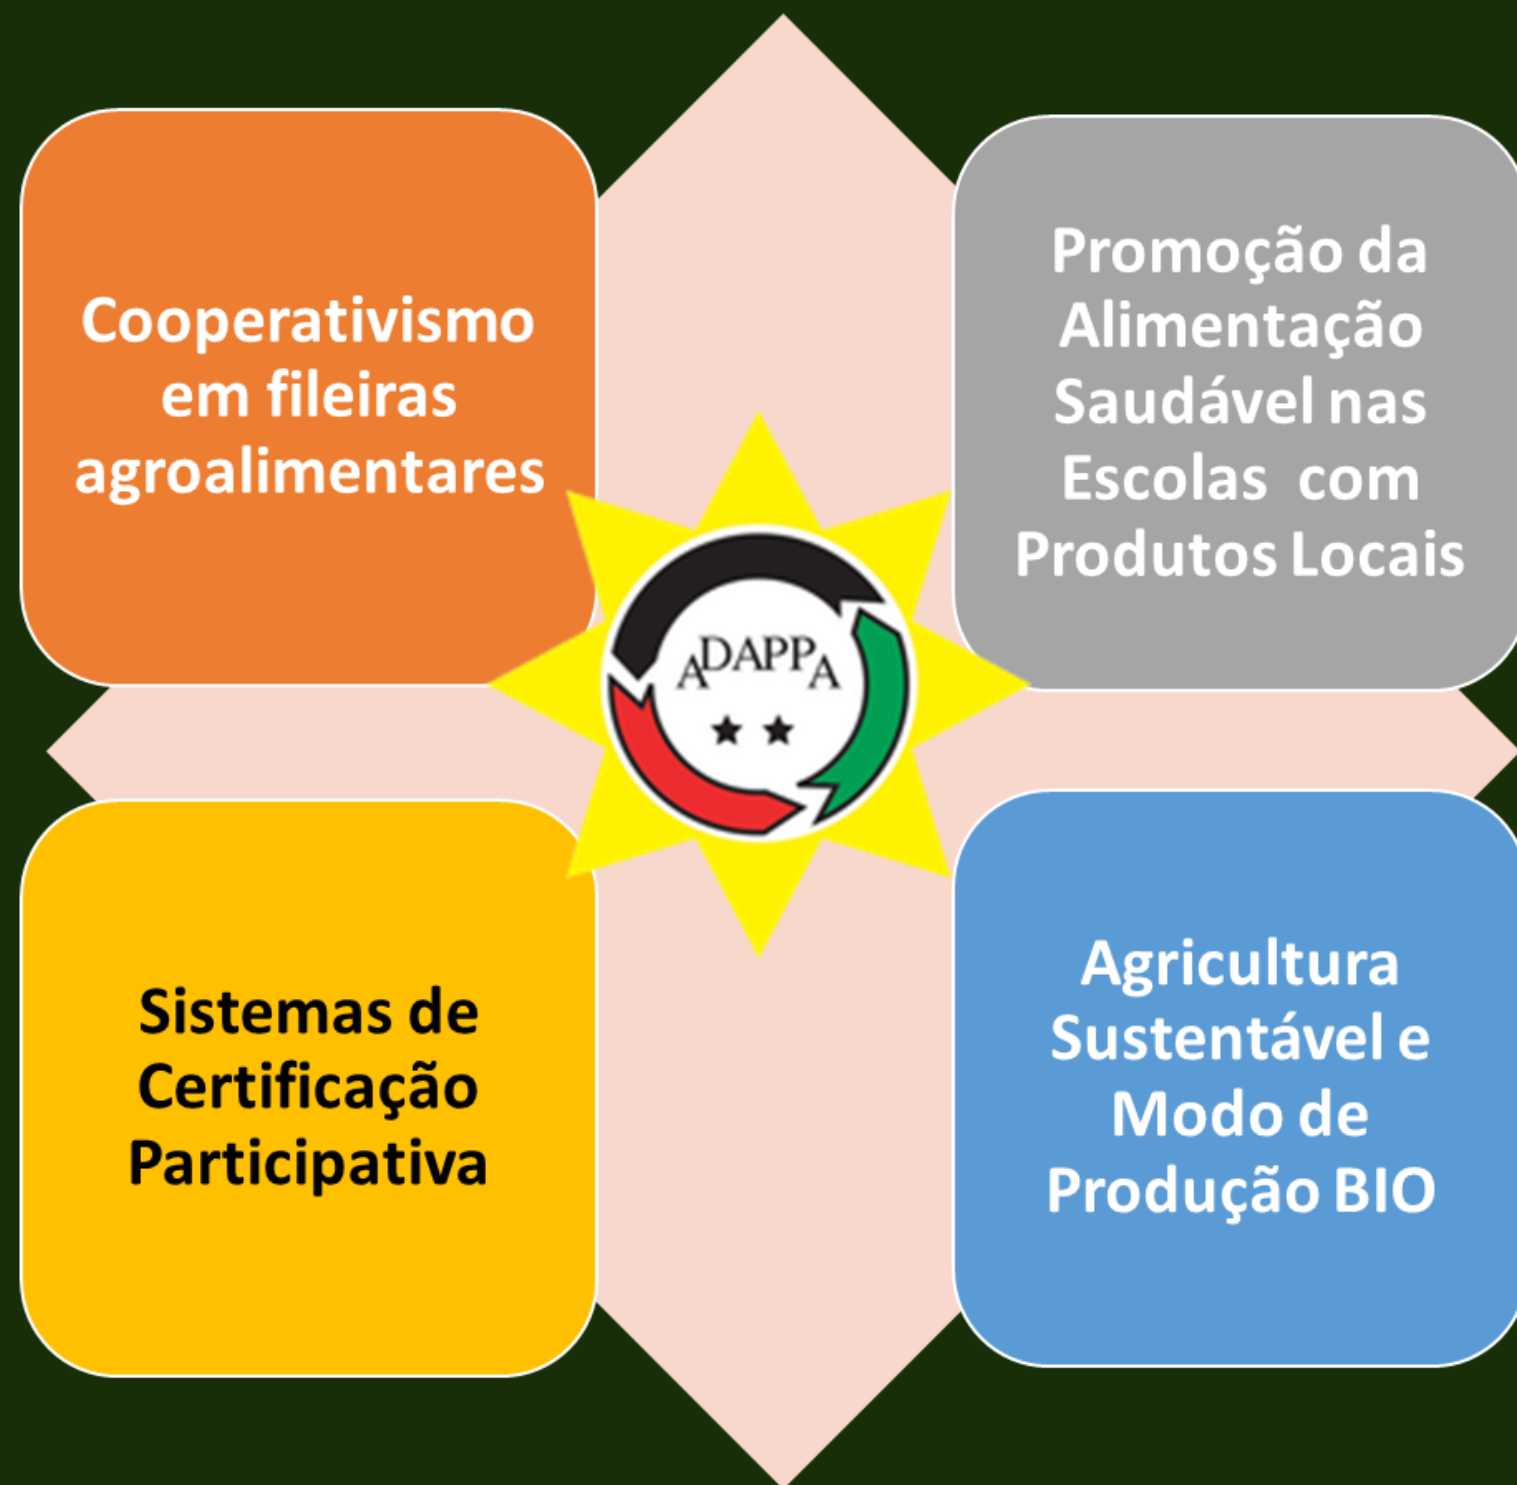 Cooperativismo
em fileiras
agroalimentares
Promoção da
Alimentação
Saudável nas
Escolas com
Produtos Locais
ADAPPA
Sistemas de
Certificação
Participativa
Agricultura
Sustentável e
Modo de
Produção BIO